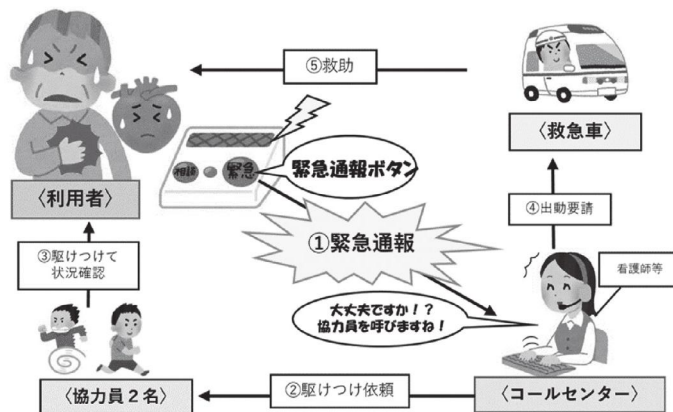 ⑤救助
〈救急車〉
相談
緊急
緊急通報ボタン
〈利用者〉
①緊急通報
④出動要請
③駆けつけて
状況確認
看護師等
大丈夫ですか!?
協力員を呼びますね!
〈協力員2名〉
②駆けつけ依頼
〈コールセンター〉